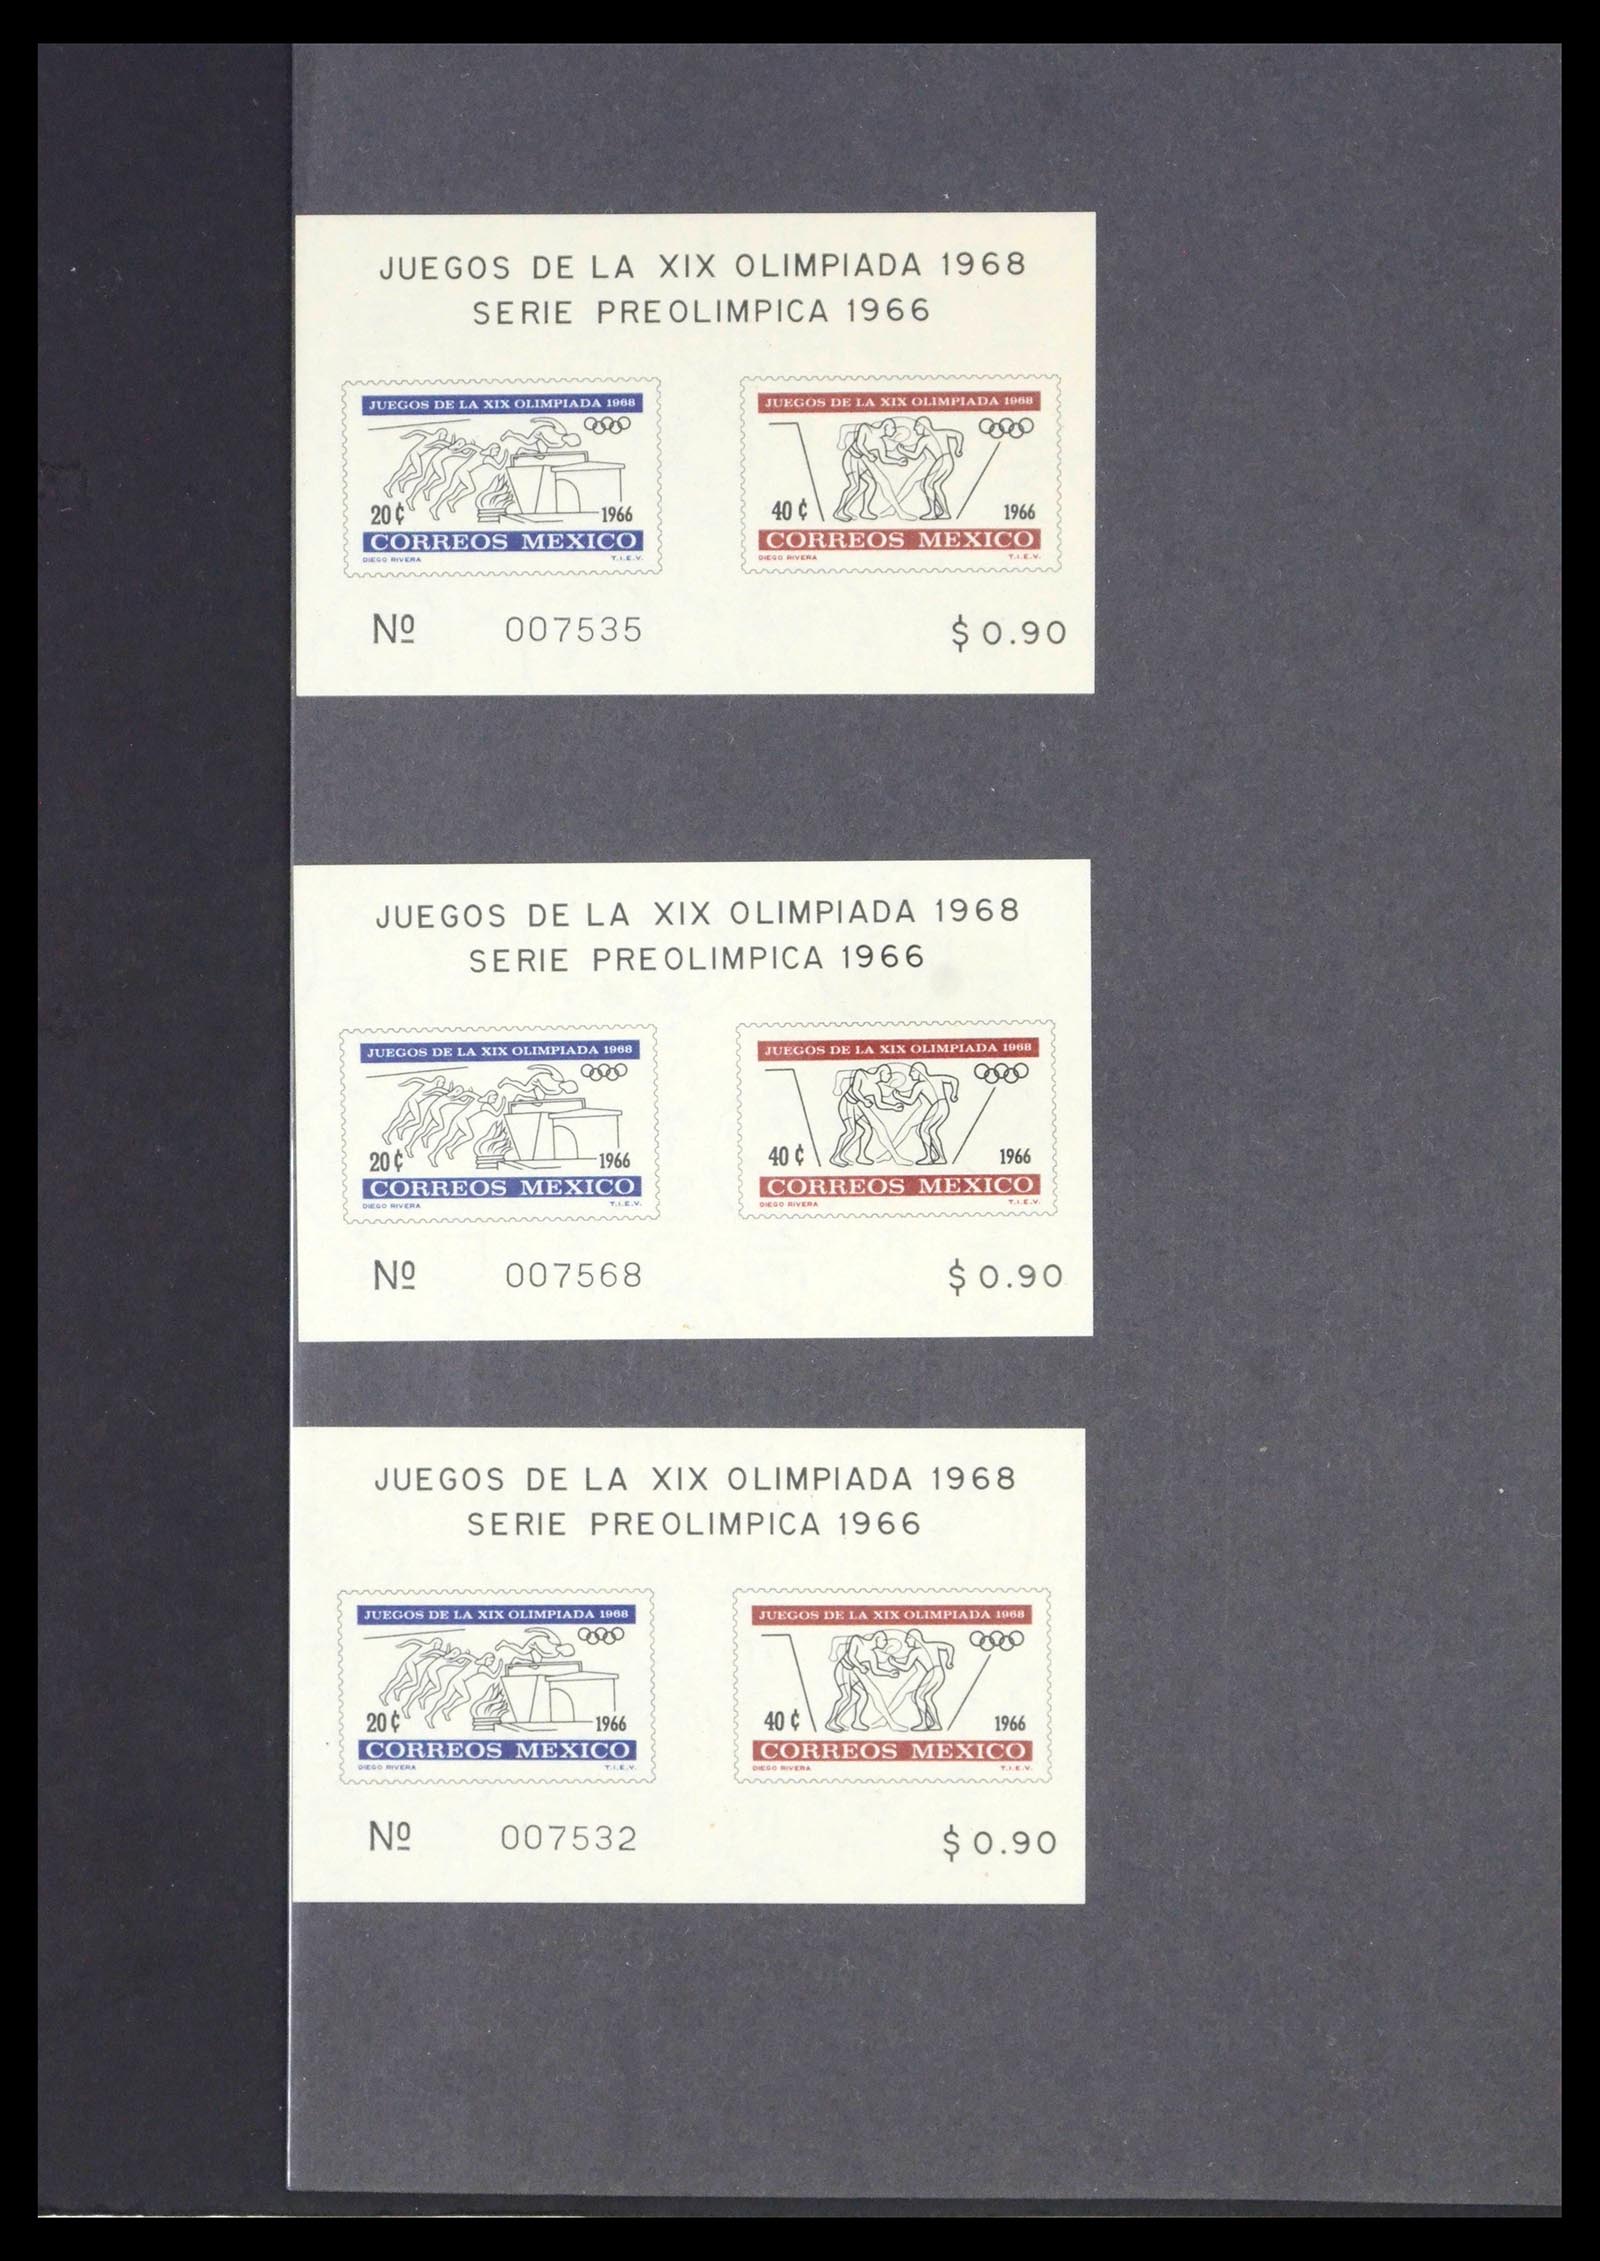 JUEGOS DE LA XIX OLIMPIADA 1968
SERIE PREOLIMPICA 1966
JUEGOS DE LA XIX OLIMPIADA 1968
20 ¢
1966
CORREOS MEXICO
DIEGO RIVERA
T.I.E.V.
JUEGOS DE LA XIX OLIMPIADA 1968
40 ¢
1966
CORREOS MEXICO
DIEGO RIVERA
T.I.E.V.
Nº 007535
$ 0.90
JUEGOS DE LA XIX OLIMPIADA 1968
SERIE PREOLIMPICA 1966
JUEGOS DE LA XIX OLIMPIADA 1968
20 ¢
1966
CORREOS MEXICO
DIEGO RIVERA
T.I.E.V.
JUEGOS DE LA XIX OLIMPIADA 1968
40 ¢
1966
CORREOS MEXICO
DIEGO RIVERA
T.I.E.V.
Nº 007568
$ 0.90
JUEGOS DE LA XIX OLIMPIADA 1968
SERIE PREOLIMPICA 1966
JUEGOS DE LA XIX OLIMPIADA 1968
20 ¢
1966
CORREOS MEXICO
DIEGO RIVERA
T.I.E.V.
JUEGOS DE LA XIX OLIMPIADA 1968
40 ¢
1966
CORREOS MEXICO
DIEGO RIVERA
T.I.E.V.
Nº 007532
$ 0.90